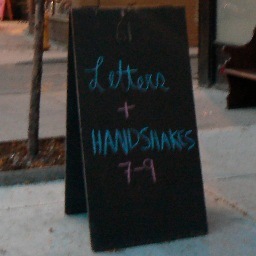 Letters
+
HANDSHAKES
7-9